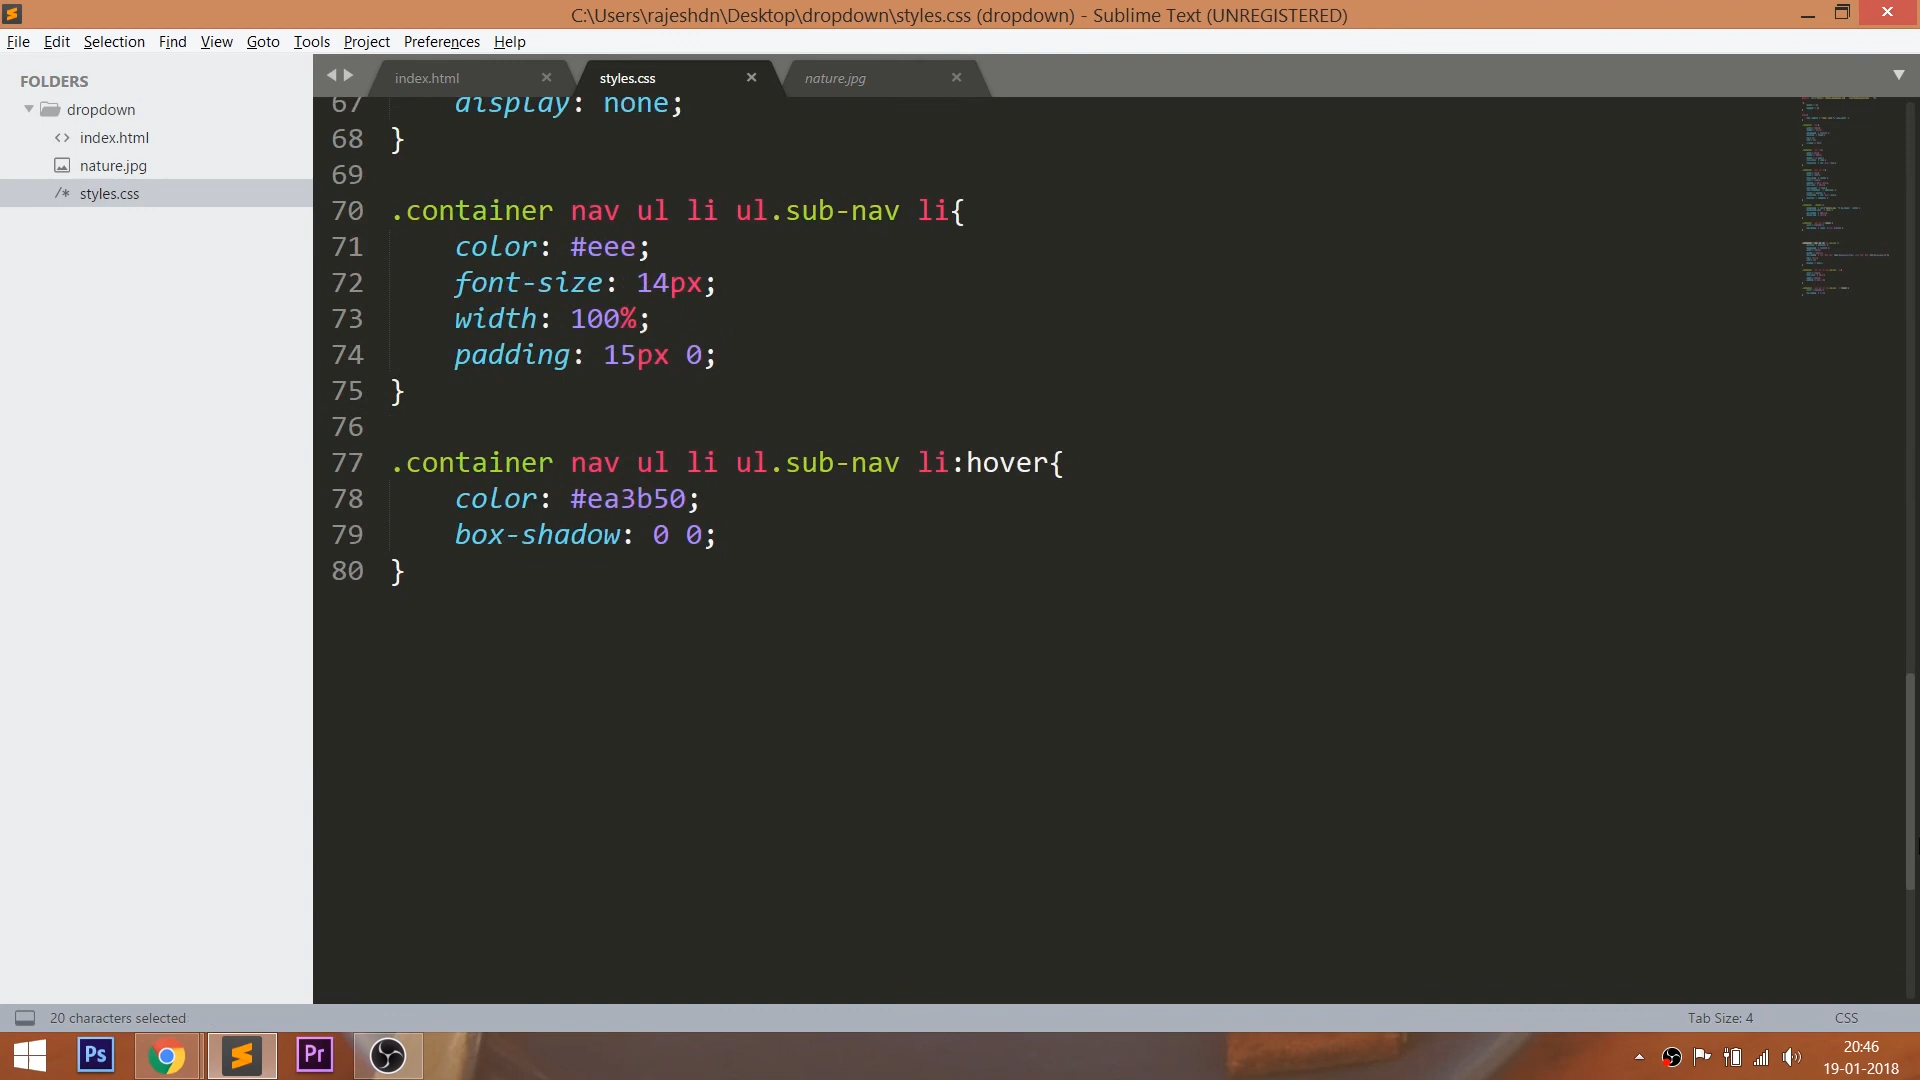 C:\Users\rajeshdn\Desktop\dropdown\styles.css (dropdown) - Sublime Text (UNREGISTERED)
File Edit Selection Find View Goto Tools Project Preferences Help
FOLDERS
dropdown
index.html
nature.jpg
/* styles.css
index.html styles.css nature.jpg
67 display: none;
68 }
69
70 .container nav ul li ul.sub-nav li{
71 color: #eee;
72 font-size: 14px;
73 width: 100%;
74 padding: 15px 0;
75 }
76
77 .container nav ul li ul.sub-nav li:hover{
78 color: #ea3b50;
79 box-shadow: 0 0;
80 }
20 characters selected Tab Size: 4 CSS
Ps Pr
20:46
19-01-2018